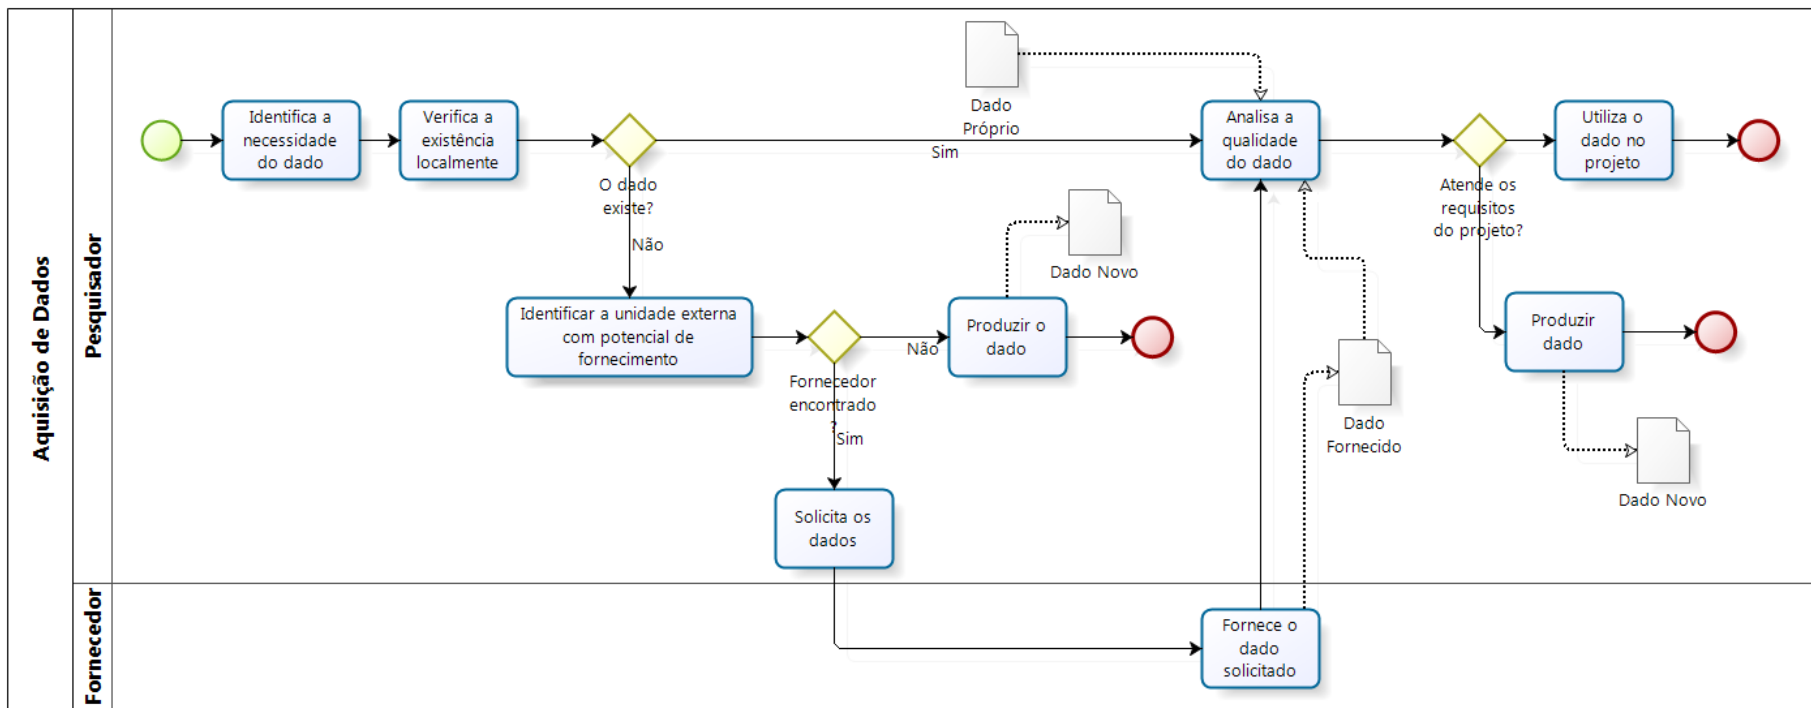 Aquisição de Dados
Pesquisador
Identifica a
necessidade
do dado
Verifica a
existência
localmente
O dado
existe?
Sim
Não
Dado
Próprio
Analisa a
qualidade
do dado
Atende os
requisitos
do projeto?
Utiliza o
dado no
projeto
Identificar a unidade externa
com potencial de
fornecimento
Fornecedor
encontrado
?
Não
Sim
Produzir o
dado
Dado Novo
Dado
Fornecido
Produzir
dado
Dado Novo
Solicita os
dados
Fornecedor
Fornece o
dado
solicitado